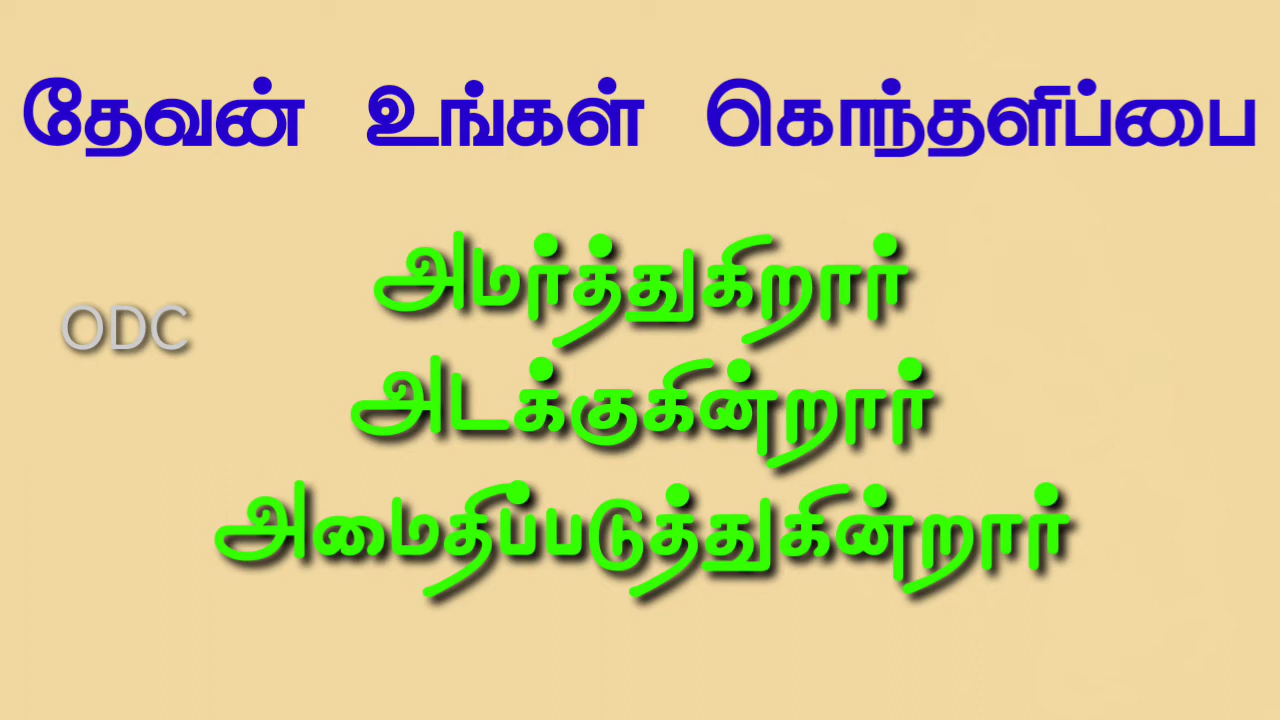 தேவன் உங்கள் கொந்தளிப்பை
அமர்த்துகிறார்
ODC
அடக்குகின்றார்
அமைதிப்படுத்துகின்றார்